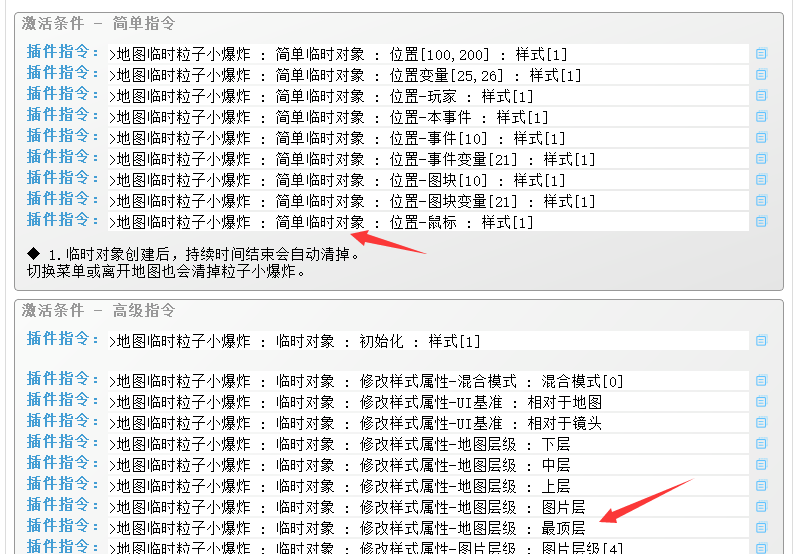 激活条件 - 简单指令
插件指令: >地图临时粒子小爆炸 : 简单临时对象 : 位置[100,200] : 样式[1]
插件指令: >地图临时粒子小爆炸 : 简单临时对象 : 位置变量[25,26] : 样式[1]
插件指令: >地图临时粒子小爆炸 : 简单临时对象 : 位置-玩家 : 样式[1]
插件指令: >地图临时粒子小爆炸 : 简单临时对象 : 位置-本事件 : 样式[1]
插件指令: >地图临时粒子小爆炸 : 简单临时对象 : 位置-事件[10] : 样式[1]
插件指令: >地图临时粒子小爆炸 : 简单临时对象 : 位置-事件变量[21] : 样式[1]
插件指令: >地图临时粒子小爆炸 : 简单临时对象 : 位置-图块[10] : 样式[1]
插件指令: >地图临时粒子小爆炸 : 简单临时对象 : 位置-图块变量[21] : 样式[1]
插件指令: >地图临时粒子小爆炸 : 简单临时对象 : 位置-鼠标 : 样式[1]
◆ 1.临时对象创建后，持续时间结束会自动清掉。
切换菜单或离开地图也会清掉粒子小爆炸。
激活条件 - 高级指令
插件指令: >地图临时粒子小爆炸 : 临时对象 : 初始化 : 样式[1]
插件指令: >地图临时粒子小爆炸 : 临时对象 : 修改样式属性-混合模式 : 混合模式[0]
插件指令: >地图临时粒子小爆炸 : 临时对象 : 修改样式属性-UI基准 : 相对于地图
插件指令: >地图临时粒子小爆炸 : 临时对象 : 修改样式属性-UI基准 : 相对于镜头
插件指令: >地图临时粒子小爆炸 : 临时对象 : 修改样式属性-地图层级 : 下层
插件指令: >地图临时粒子小爆炸 : 临时对象 : 修改样式属性-地图层级 : 中层
插件指令: >地图临时粒子小爆炸 : 临时对象 : 修改样式属性-地图层级 : 上层
插件指令: >地图临时粒子小爆炸 : 临时对象 : 修改样式属性-地图层级 : 图片层
插件指令: >地图临时粒子小爆炸 : 临时对象 : 修改样式属性-地图层级 : 最顶层
插件指令: >地图临时粒子小爆炸 : 临时对象 : 修改样式属性-图片层级 : 图片层级[4]